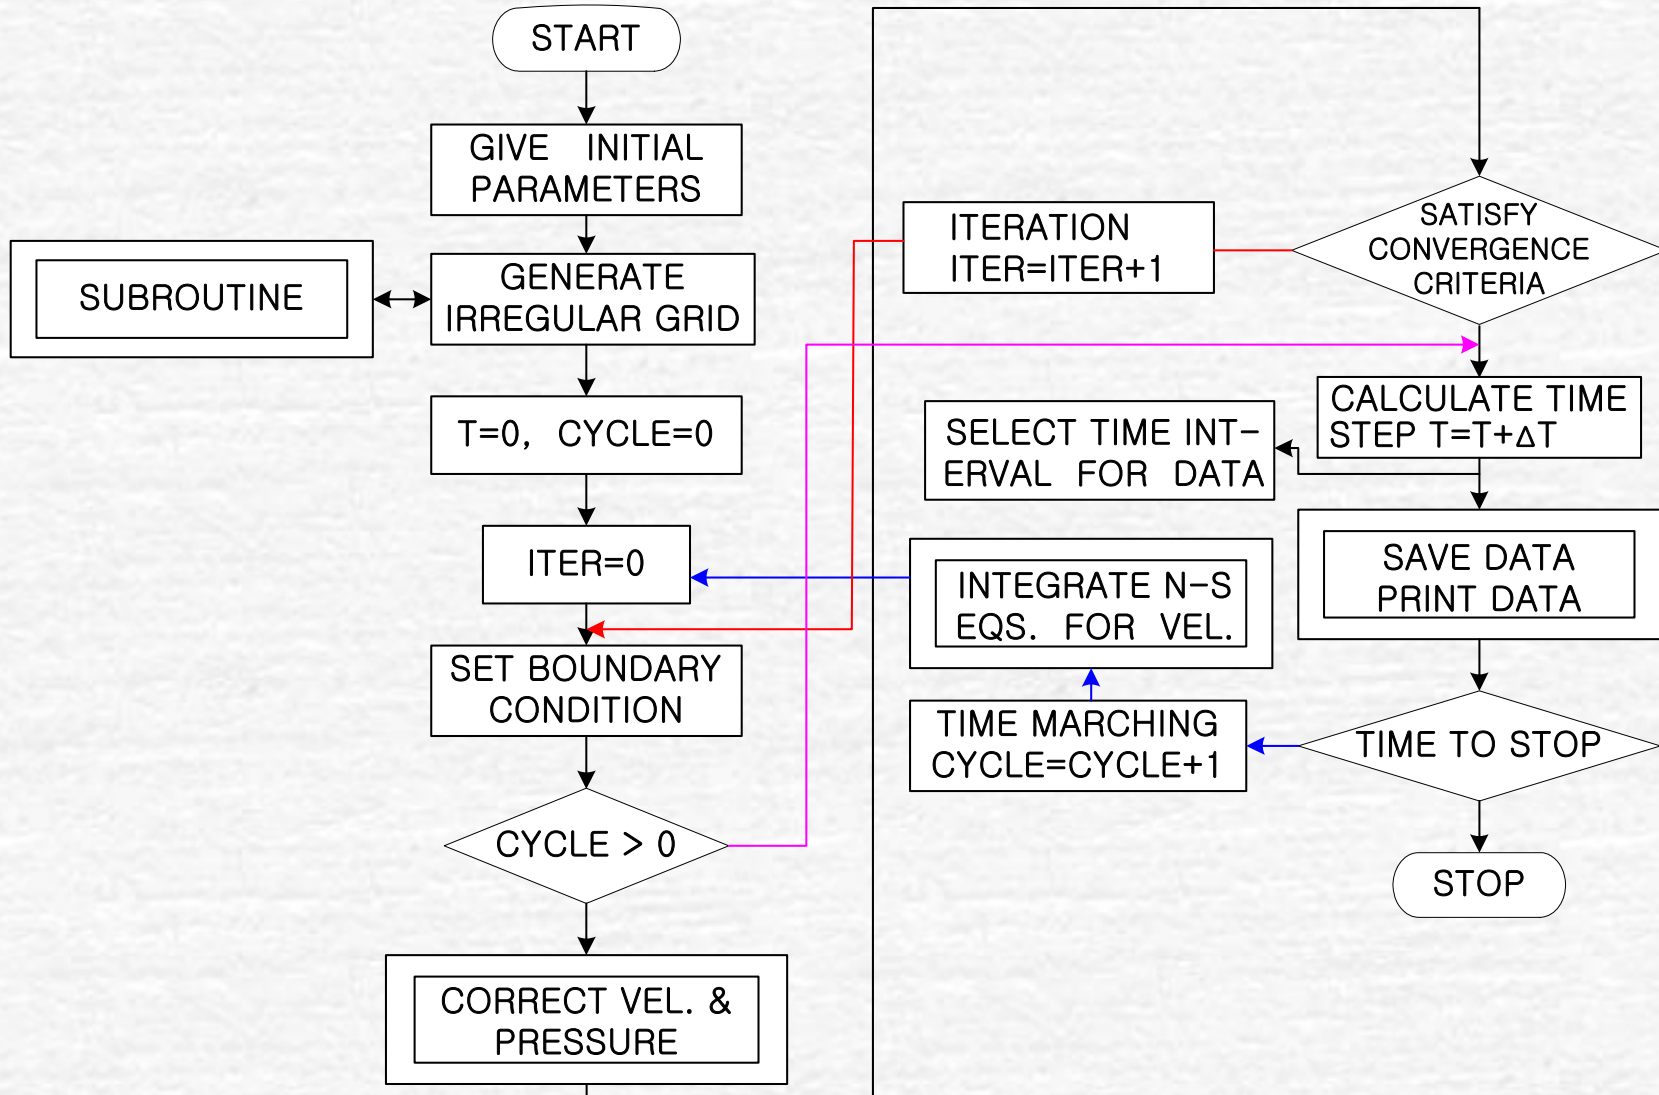 START
GIVE INITIAL
PARAMETERS
SUBROUTINE
GENERATE
IRREGULAR GRID
T=0, CYCLE=0
ITER=0
SET BOUNDARY
CONDITION
CYCLE > 0
CORRECT VEL. &
PRESSURE
ITERATION
ITER=ITER+1
SATISFY
CONVERGENCE
CRITERIA
CALCULATE TIME
STEP T=T+ΔT
SELECT TIME INT-
ERVAL FOR DATA
SAVE DATA
PRINT DATA
INTEGRATE N-S
EQS. FOR VEL.
TIME MARCHING
CYCLE=CYCLE+1
TIME TO STOP
STOP